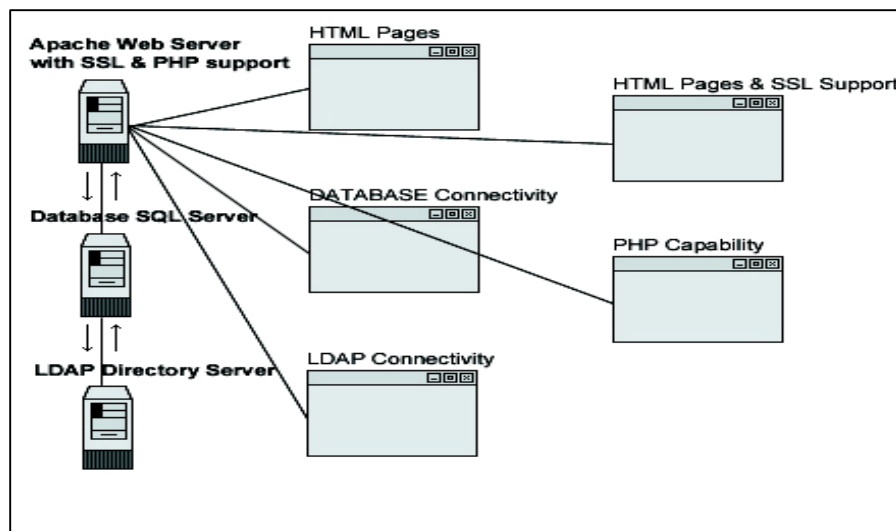 Apache Web Server
with SSL & PHP support
HTML Pages
HTML Pages & SSL Support
Database SQL Server
DATABASE Connectivity
PHP Capability
LDAP Directory Server
LDAP Connectivity